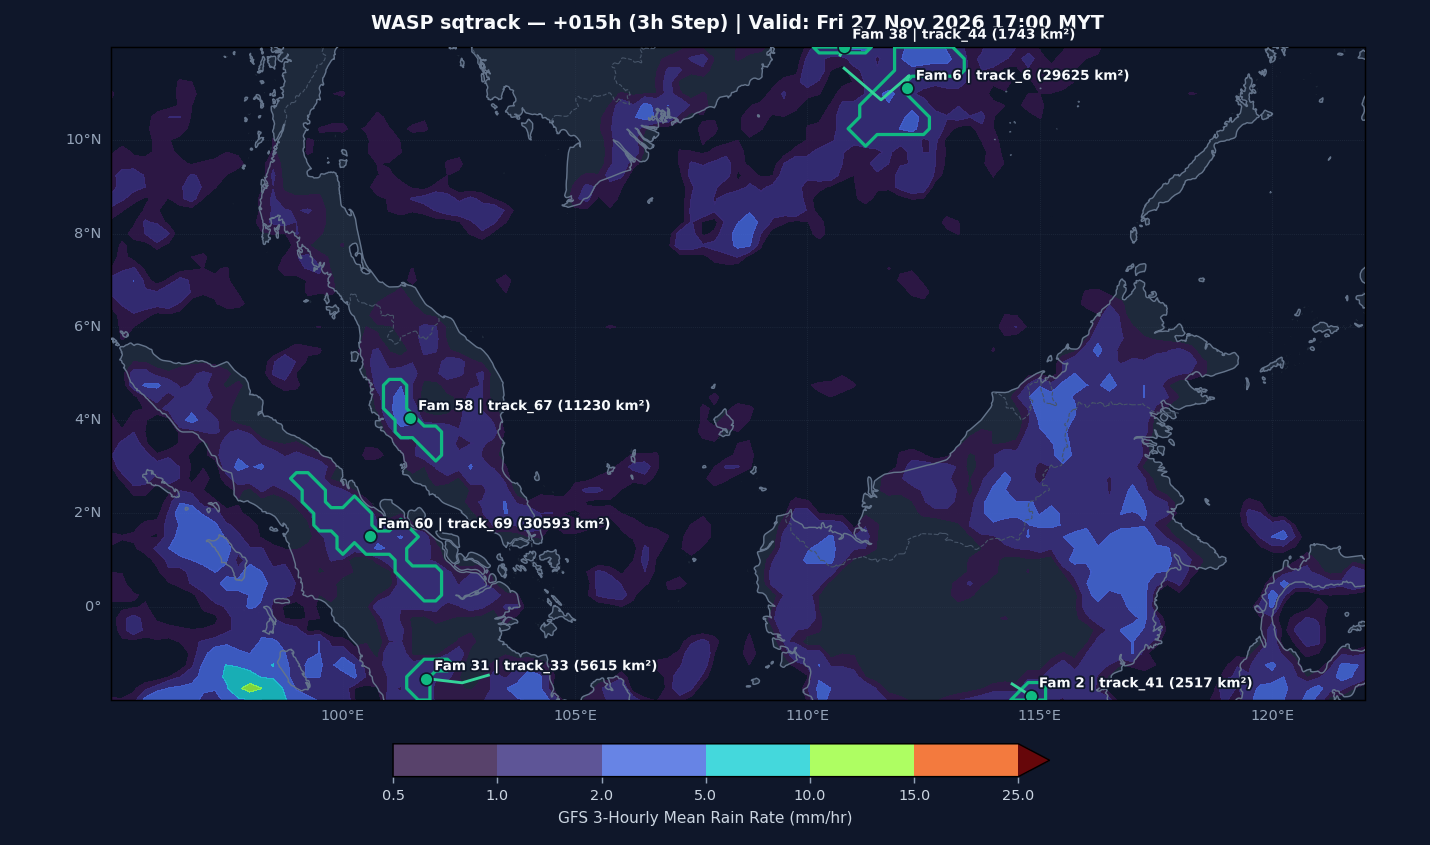 WASP sqtrack — +015h (3h Step) | Valid: Fri 27 Nov 2026 17:00 MYT
Fam 38 | track_44 (1743 km²)
Fam 6 | track_6 (29625 km²)
10°N
8°N
6°N
Fam 58 | track_67 (11230 km²)
4°N
Fam 60 | track_69 (30593 km²)
2°N
0°
Fam 31 | track_33 (5615 km²)
Fam 2 | track_41 (2517 km²)
100°E 105°E 110°E 115°E 120°E
0.5 1.0 2.0 5.0 10.0 15.0 25.0
GFS 3-Hourly Mean Rain Rate (mm/hr)